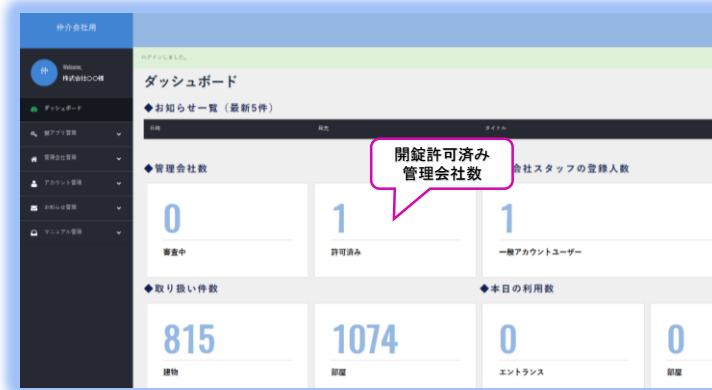 仲介会社用
仲
Welcome,
株式会社〇〇様
ダッシュボード
鍵アプリ管理
管理会社管理
アカウント管理
お知らせ管理
マニュアル管理
ログインしました。
ダッシュボード
◆お知らせ一覧（最新5件）
日時
宛先
タイトル
開錠許可済み
管理会社数
◆管理会社数
会社スタッフの登録人数
0
審査中
1
許可済み
1
一般アカウントユーザー
◆取り扱い件数
◆本日の利用数
815
建物
1074
部屋
0
エントランス
0
部屋